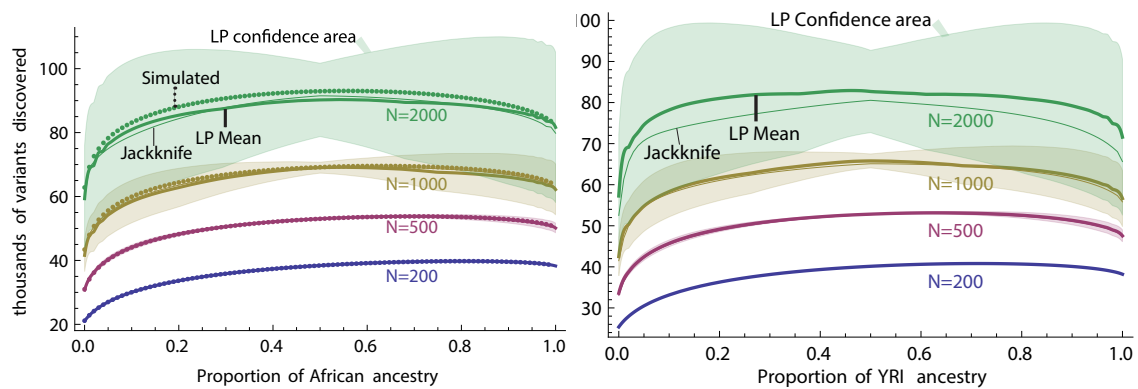 thousands of variants discovered
100
80
60
40
20
LP confidence area
Simulated
LP Mean
Jackknife
N=2000
N=1000
N=500
N=200
0.0 0.2 0.4 0.6 0.8 1.0
Proportion of African ancestry
00
90
80
70
60
50
40
30
LP Confidence area
LP Mean
Jackknife
N=2000
N=1000
N=500
N=200
0.0 0.2 0.4 0.6 0.8 1.0
Proportion of YRI ancestry